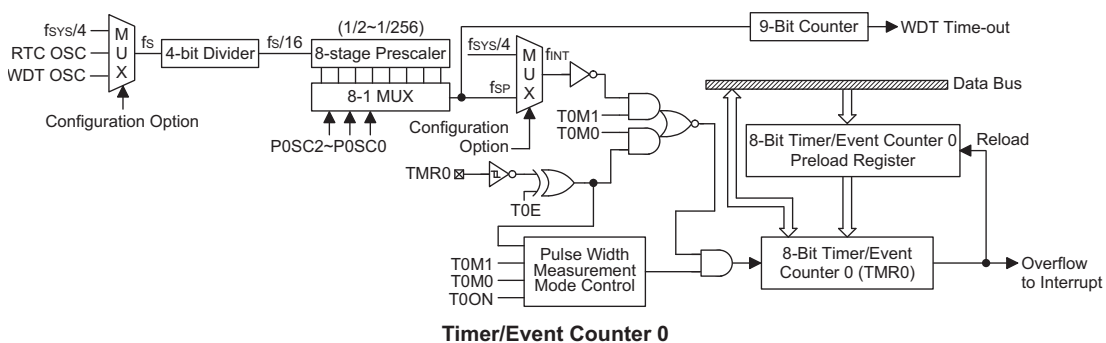 fSYS/4
RTC OSC
WDT OSC
M
U
X
fS
4-bit Divider
fS/16
(1/2~1/256)
8-stage Prescaler
8-1 MUX
P0SC2~P0SC0
Configuration Option
fSYS/4
fSP
M
U
X
fINT
Configuration
Option
9-Bit Counter
WDT Time-out
T0M1
T0M0
TMR0
T0E
Data Bus
8-Bit Timer/Event Counter 0
Preload Register
Reload
T0M1
T0M0
T0ON
Pulse Width
Measurement
Mode Control
8-Bit Timer/Event
Counter 0 (TMR0)
Overflow
to Interrupt
Timer/Event Counter 0